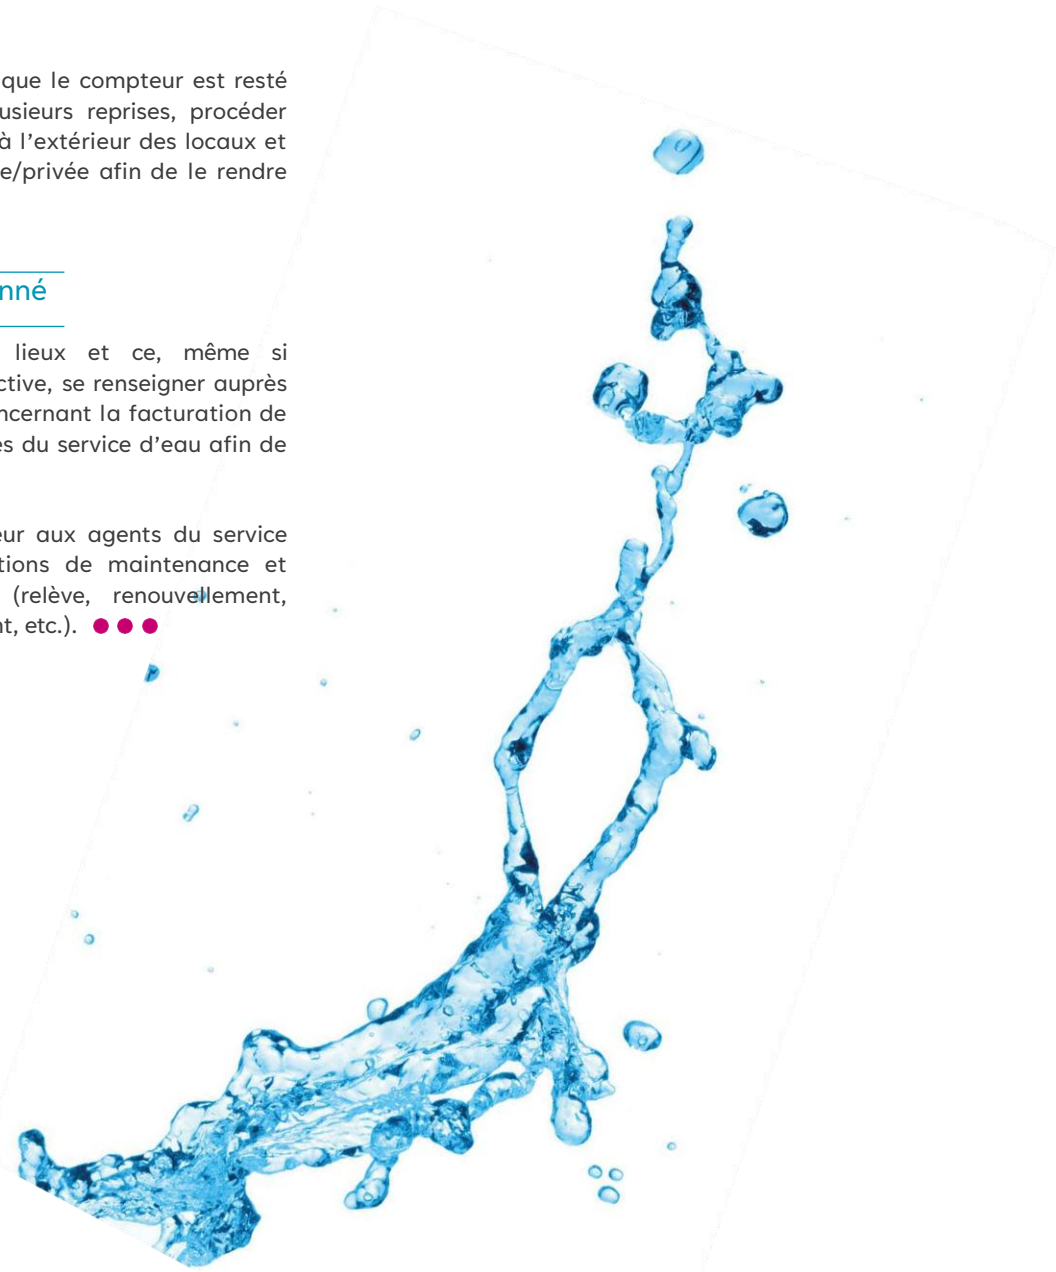 que le compteur est resté
usieurs reprises, procéder
à l’extérieur des locaux et
e/privée afin de le rendre
nné
lieux et ce, même si
ctive, se renseigner auprès
ncernant la facturation de
es du service d’eau afin de
eur aux agents du service
tions de maintenance et
(relève, renouvellement,
nt, etc.).